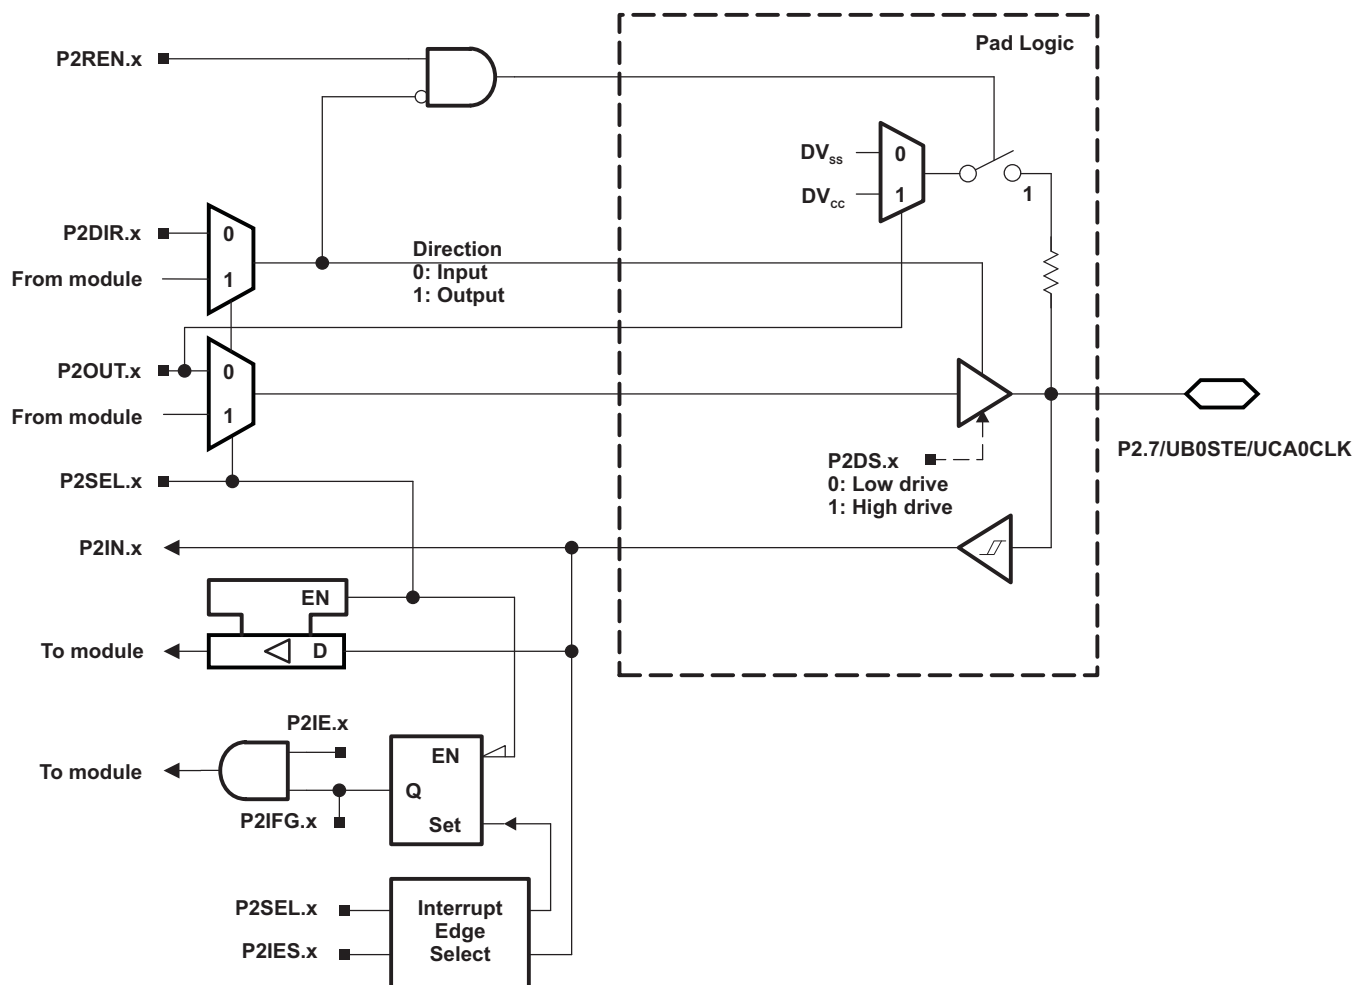 Pad Logic
P2REN.x
DVss
0
DVcc
1
1
P2DIR.x
0
From module
1
Direction
0: Input
1: Output
P2OUT.x
0
From module
1
P2DS.x
0: Low drive
1: High drive
P2.7/UB0STE/UCA0CLK
P2SEL.x
P2IN.x
EN
To module
D
P2IE.x
To module
EN
Q
P2IFG.x
Set
P2SEL.x
P2IES.x
Interrupt
Edge
Select